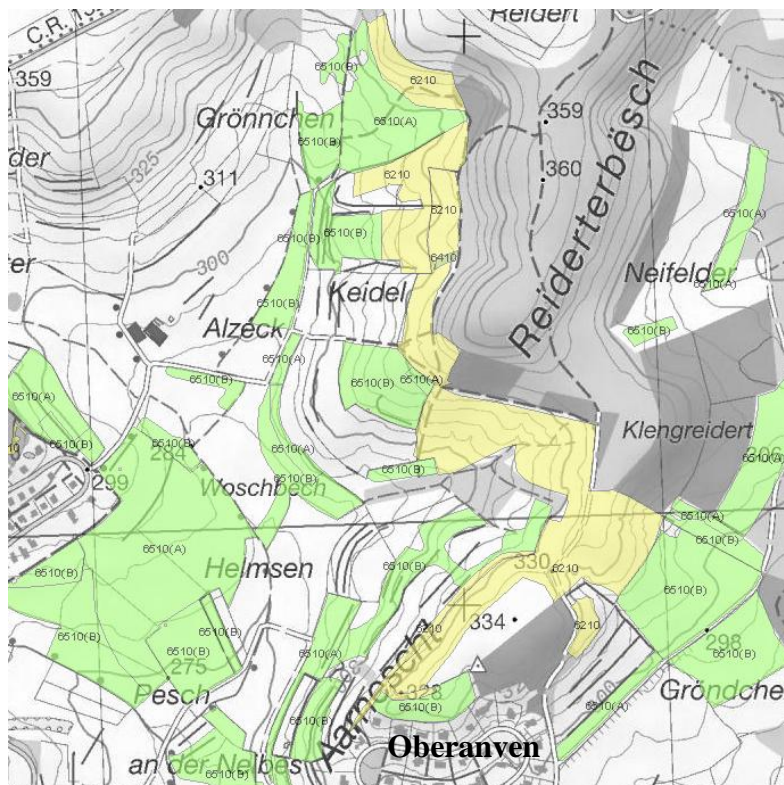 C.R. 13
Reidert
359
6510(B)
6210
Grönnchen
6510(A)
359
der
6510(B)
325
311
6210
360
Reiderterbësch
6210
6510(A)
6510(B)
6510(B)
ter
300
6410
Neifelder
6510(A)
Keidel
6510(B)
Alzeck
6510(B)
6510(A)
6510(B)
6510(A)
6510(B)
6510(A)
Klengreidert
6510(B)
6510(A)
284
299
6510(B)
6510(A)
6510(B)
Woschbech
6510(B)
6510(A)
6510(A)
6510(B)
Helmsen
6510(B)
330
6210
6510(B)
6510(B)
6510(B)
6210
334
6210
298
275
6510(A)
6510(B)
Pesch
328
6510(A)
Gröndche
6510(B)
6510(B)
Aarnescht
Oberanven
an der Nelbes
6510(B)